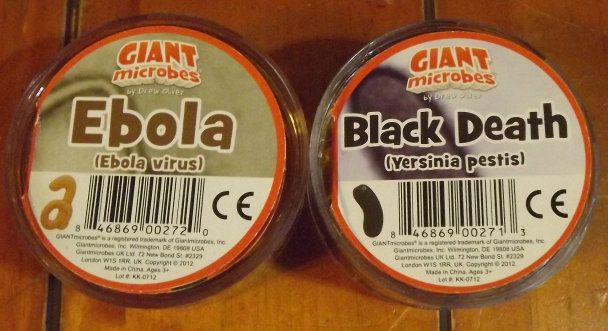 GIANT
microbes
by Drew Oliver
Ebola
(Ebola virus)
CE
8 46869 00272 0
GIANTmicrobes® is a registered trademark of Giantmicrobes, Inc.
Giantmicrobes, Inc. Wilmington, DE 19808 USA
Giantmicrobes UK Ltd. 72 New Bond St. #2329
London W1S 1RR, UK. Copyright © 2012.
Made in China. Ages 3+
Lot #: KK-0712
GIANT
microbes
by Drew Oliver
Black Death
(Yersinia pestis)
CE
8 46869 00271 3
GIANTmicrobes® is a registered trademark of Giantmicrobes, Inc.
Giantmicrobes, Inc. Wilmington, DE 19808 USA
Giantmicrobes UK Ltd. 72 New Bond St. #2329
London W1S 1RR, UK. Copyright © 2012.
Made in China. Ages 3+
Lot #: KK-0712